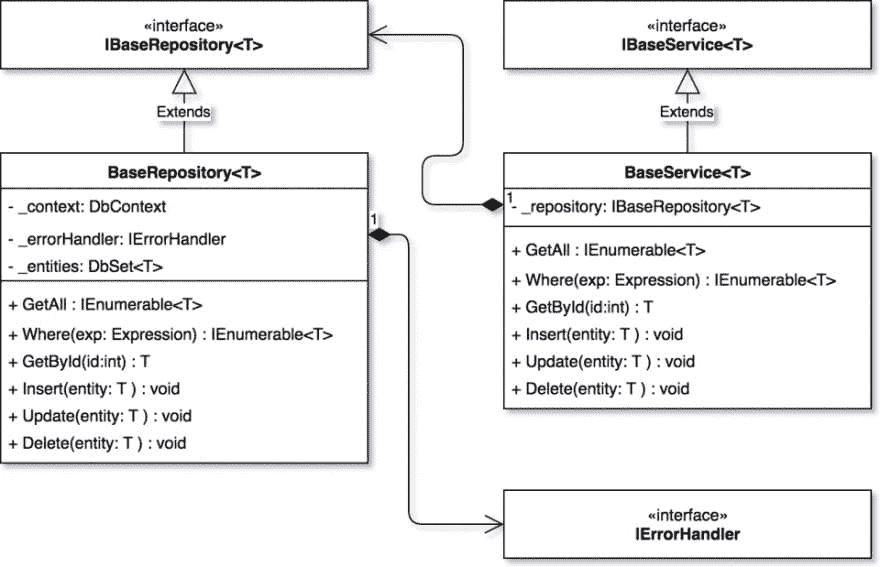 «interface»
IBaseRepository<T>
Extends
BaseRepository<T>
- _context: DbContext
- _errorHandler: IErrorHandler
- _entities: DbSet<T>
+ GetAll : IEnumerable<T>
+ Where(exp: Expression) : IEnumerable<T>
+ GetById(id:int) : T
+ Insert(entity: T ) : void
+ Update(entity: T ) : void
+ Delete(entity: T ) : void
1
«interface»
IBaseService<T>
Extends
BaseService<T>
1
- _repository: IBaseRepository<T>
+ GetAll : IEnumerable<T>
+ Where(exp: Expression) : IEnumerable<T>
+ GetById(id:int) : T
+ Insert(entity: T ) : void
+ Update(entity: T ) : void
+ Delete(entity: T ) : void
«interface»
IErrorHandler